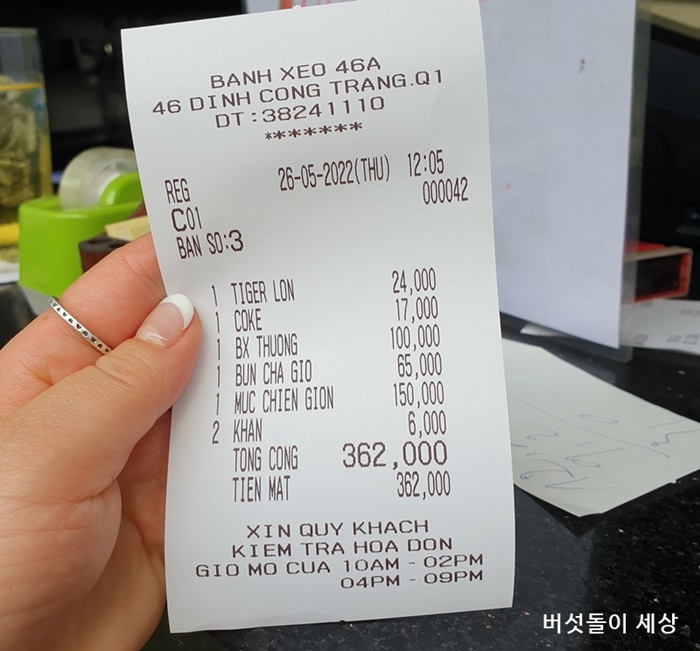 BANH XEO 46A
46 DINH CONG TRANG.Q1
DT:38241110
*******
REG 26-05-2022(THU) 12:05
C01 000042
BAN SO:3
1 TIGER LON 24,000
1 COKE 17,000
1 BX THUONG 100,000
1 BUN CHA GIO 65,000
1 MUC CHIEN GION 150,000
2 KHAN 6,000
TONG CONG 362,000
TIEN MAT 362,000
XIN QUY KHACH
KIEM TRA HOA DON
GIO MO CUA 10AM - 02PM
04PM - 09PM
버섯돌이 세상